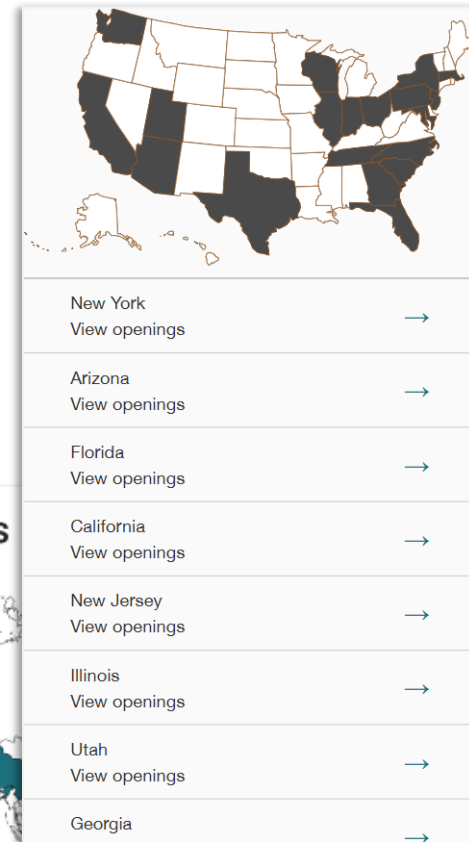 New York
View openings
→
Arizona
View openings
→
Florida
View openings
→
California
View openings
→
New Jersey
View openings
→
Illinois
View openings
→
Utah
View openings
→
Georgia
→
s